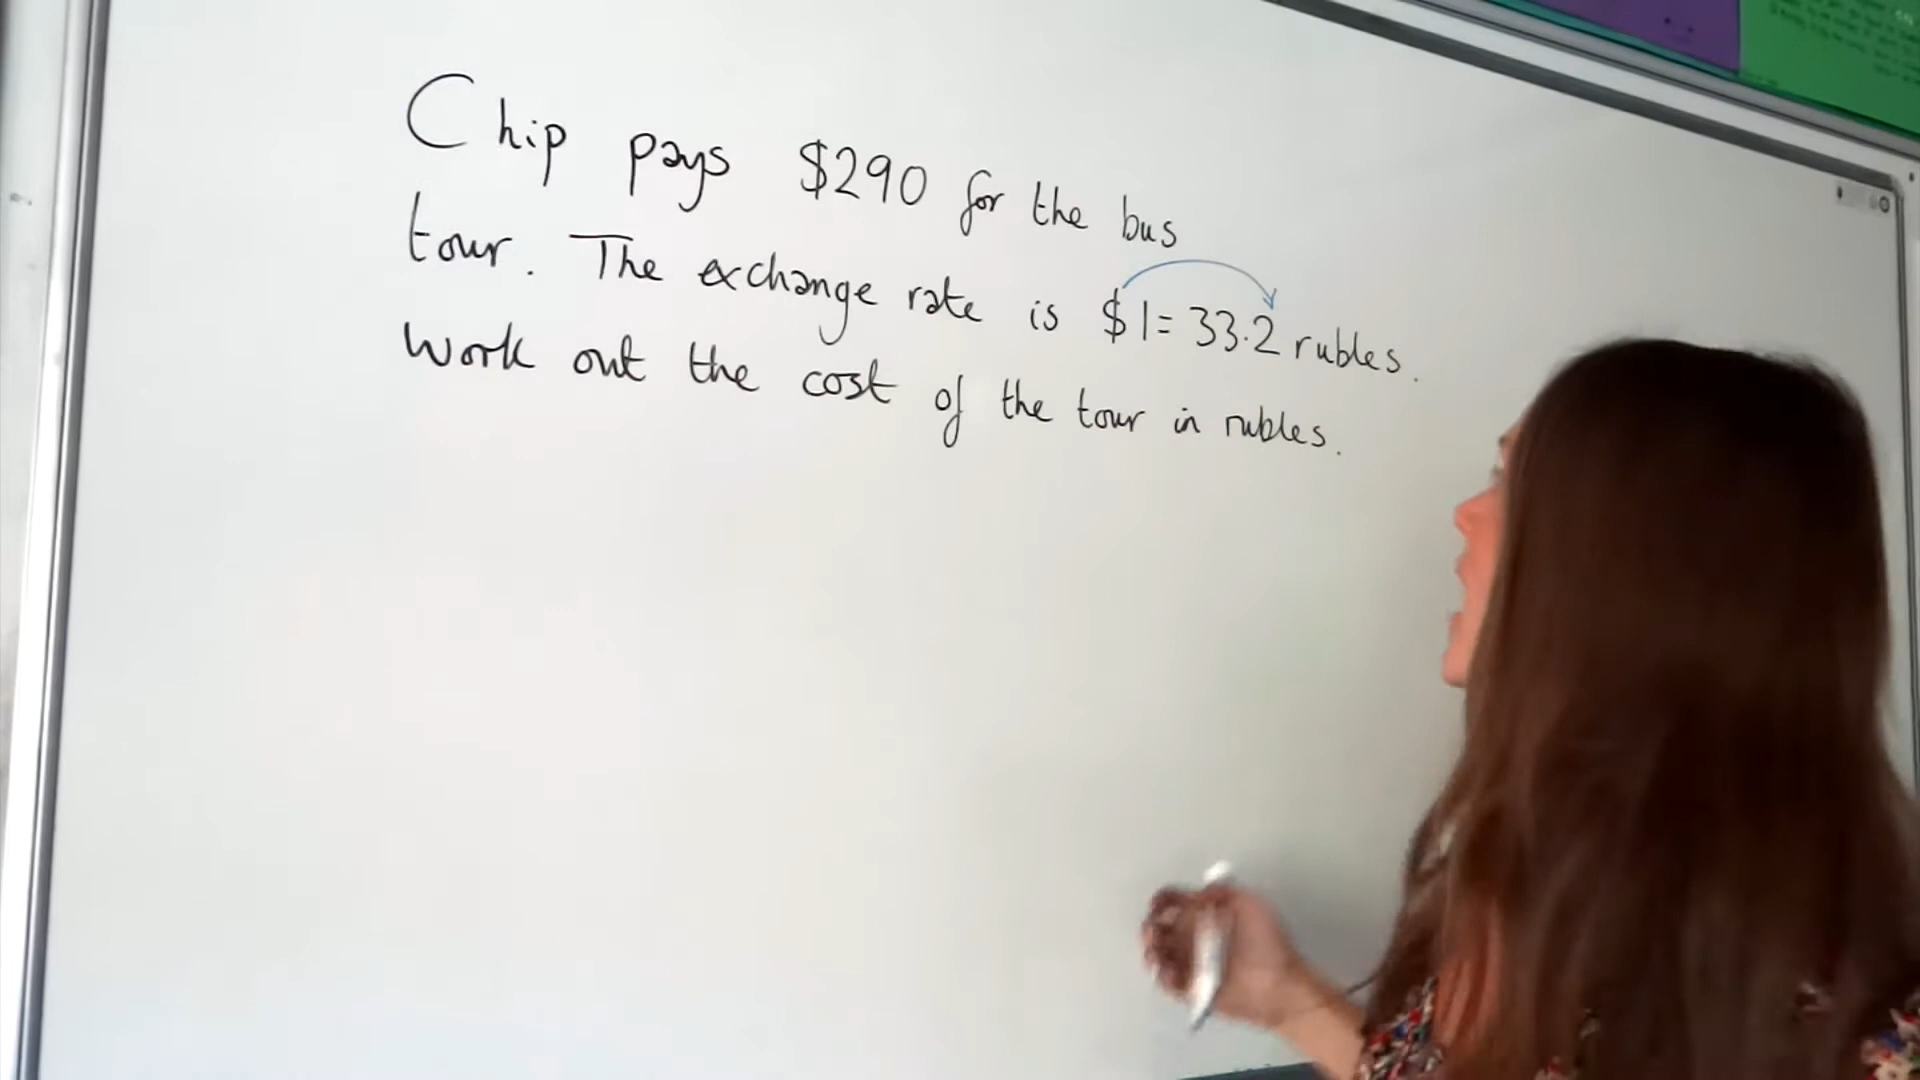 Chip pays $290 for the bus
tour. The exchange rate is $1 = 33.2 rubles.
Work out the cost of the tour in rubles.